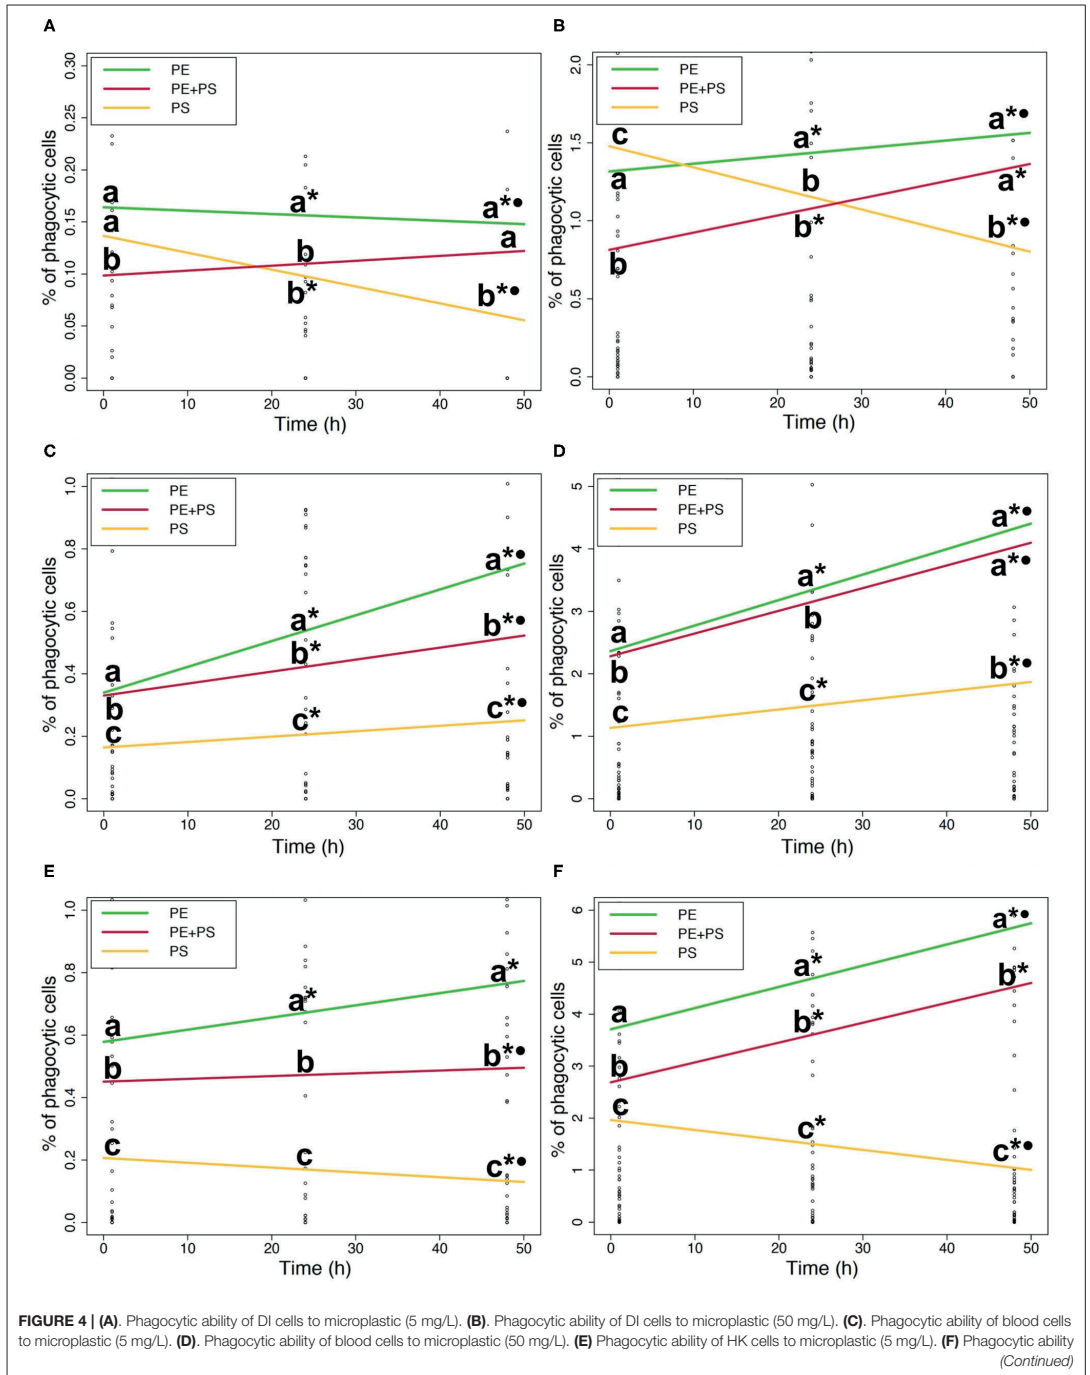 A
% of phagocytic cells
0.30
0.25
0.20
0.15
0.10
0.05
0.00
PE
PE+PS
PS
a
a
b
a*
b
b*
a*●
a
b*●
0 10 20 30 40 50
Time (h)
B
% of phagocytic cells
2.0
1.5
1.0
0.5
0.0
PE
PE+PS
PS
c
a
b
a*
b
b*
a*●
a*
b*●
0 10 20 30 40 50
Time (h)
C
% of phagocytic cells
1.0
0.8
0.6
0.4
0.2
0.0
PE
PE+PS
PS
a
b
c
a*
b*
c*
a*●
b*●
c*●
0 10 20 30 40 50
Time (h)
D
% of phagocytic cells
5
4
3
2
1
0
PE
PE+PS
PS
a
b
c
a*
b
c*
a*●
a*●
b*●
0 10 20 30 40 50
Time (h)
E
% of phagocytic cells
1.0
0.8
0.6
0.4
0.2
0.0
PE
PE+PS
PS
a
b
c
a*
b
c
a*
b*●
c*●
0 10 20 30 40 50
Time (h)
F
% of phagocytic cells
6
5
4
3
2
1
0
PE
PE+PS
PS
a
b
c
a*
b*
c*
a*●
b*
c*●
0 10 20 30 40 50
Time (h)
FIGURE 4 | (A). Phagocytic ability of DI cells to microplastic (5 mg/L). (B). Phagocytic ability of DI cells to microplastic (50 mg/L). (C). Phagocytic ability of blood cells
to microplastic (5 mg/L). (D). Phagocytic ability of blood cells to microplastic (50 mg/L). (E) Phagocytic ability of HK cells to microplastic (5 mg/L). (F) Phagocytic ability
(Continued)